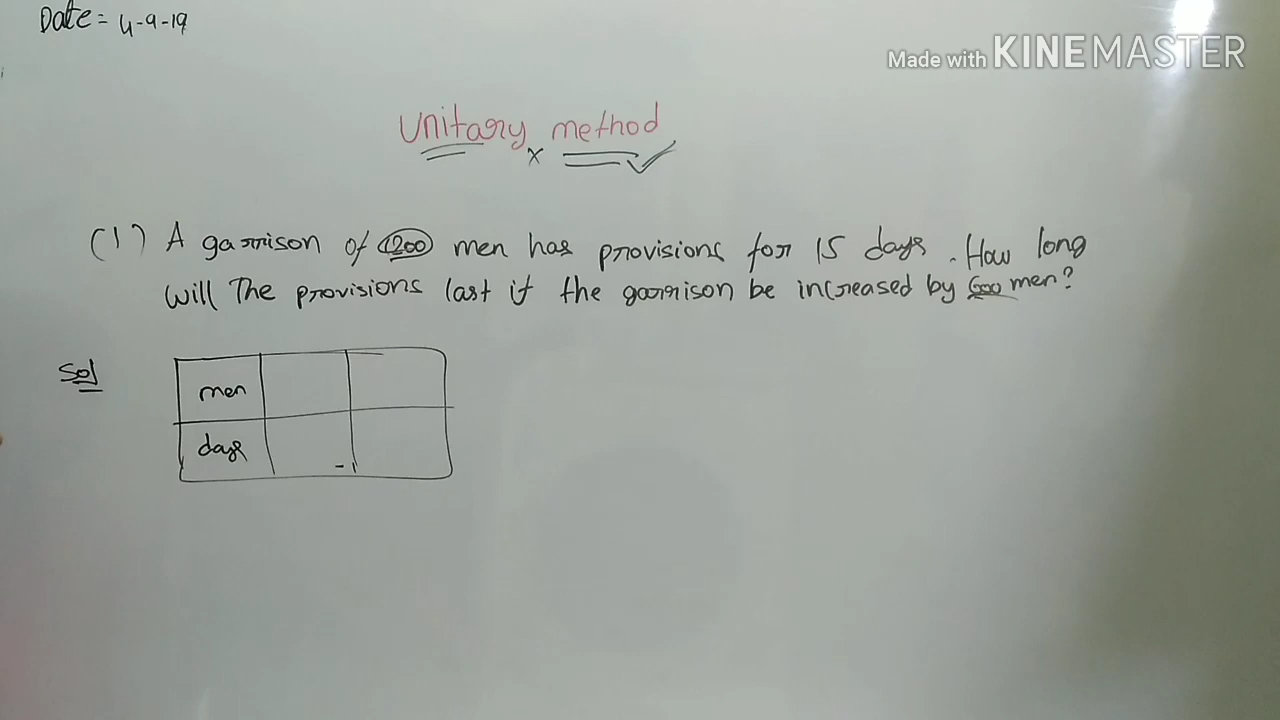 Date = 4-9-19
Made with KINEMASTER
Unitary method
(1) A garrison of 1200 men has provisions for 15 days. How long
will The provisions last if the garrison be increased by 600 men?
Sol
men
days